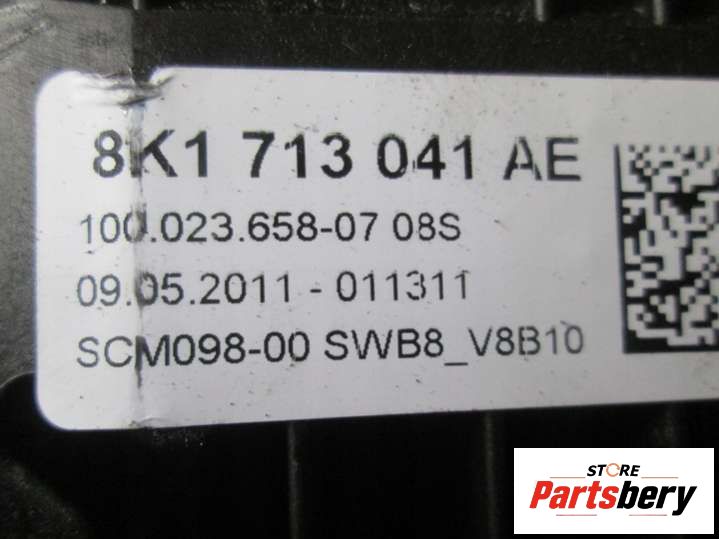 8K1 713 041 AE
100.023.658-07 08S
09.05.2011 - 011311
SCM098-00 SWB8_V8B10
STORE
Partsbery